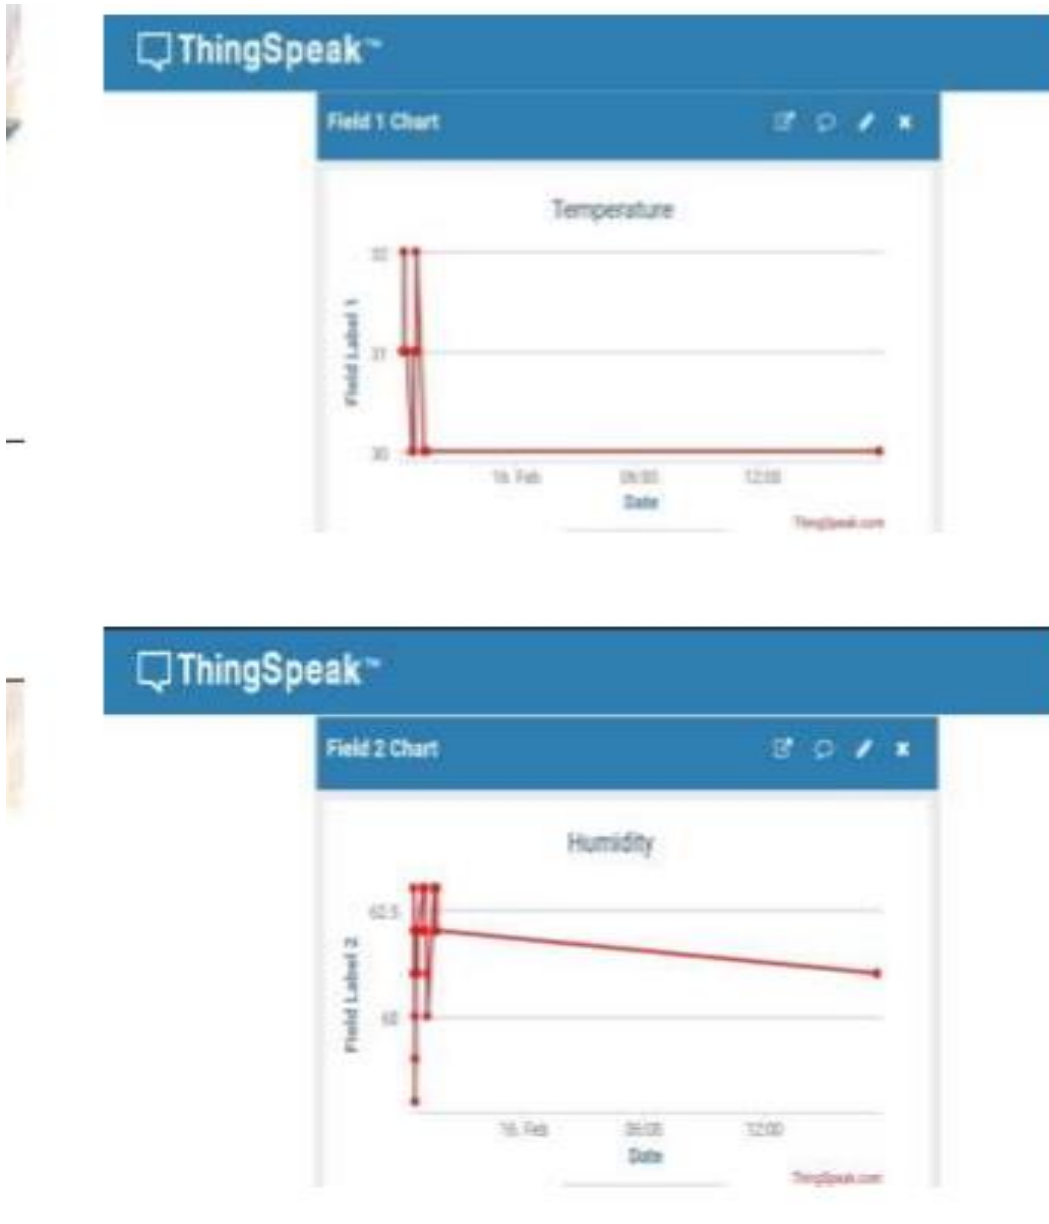 ThingSpeak™
Field 1 Chart
Temperature
32
31
30
Field Label 1
16. Feb 06:00 12:00
Date
ThingSpeak.com
ThingSpeak™
Field 2 Chart
Humidity
62.5
60
Field Label 2
16. Feb 06:00 12:00
Date
ThingSpeak.com